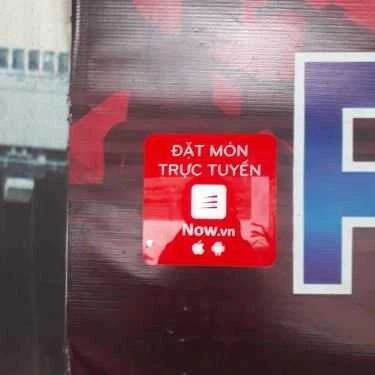 ĐẶT MÓN
TRỰC TUYẾN
Now.vn
P